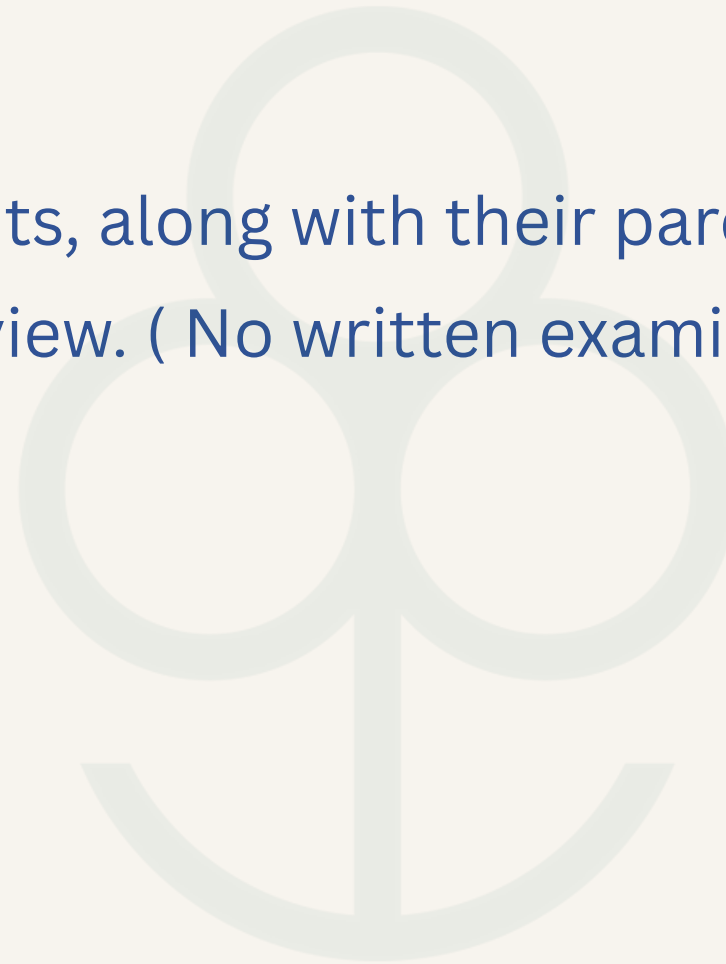 ts, along with their par
view. ( No written exami